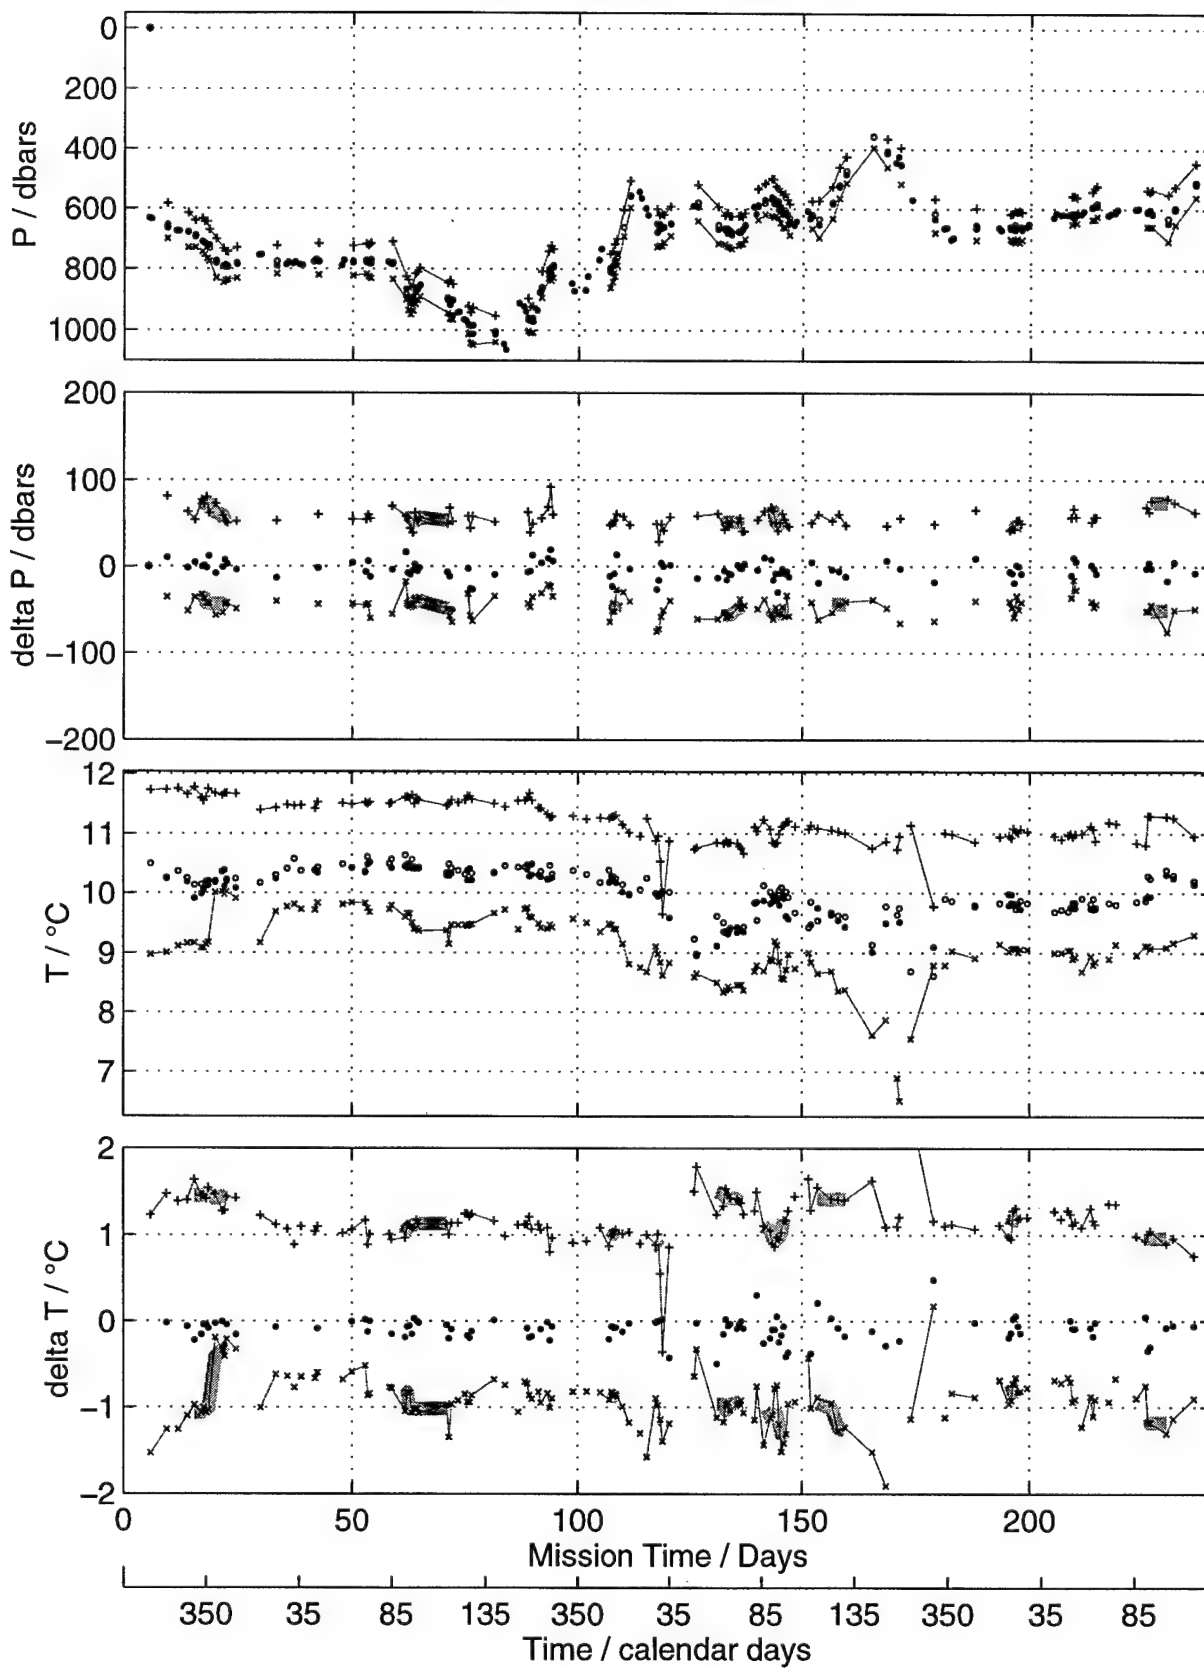 0
200
400
600
800
1000
P / dbars
200
100
0
−100
−200
delta P / dbars
12
11
10
9
8
7
T / °C
2
1
0
−1
−2
delta T / °C
0 50 100 150 200
Mission Time / Days
350 35 85 135 350 35 85 135 350 35 85
Time / calendar days